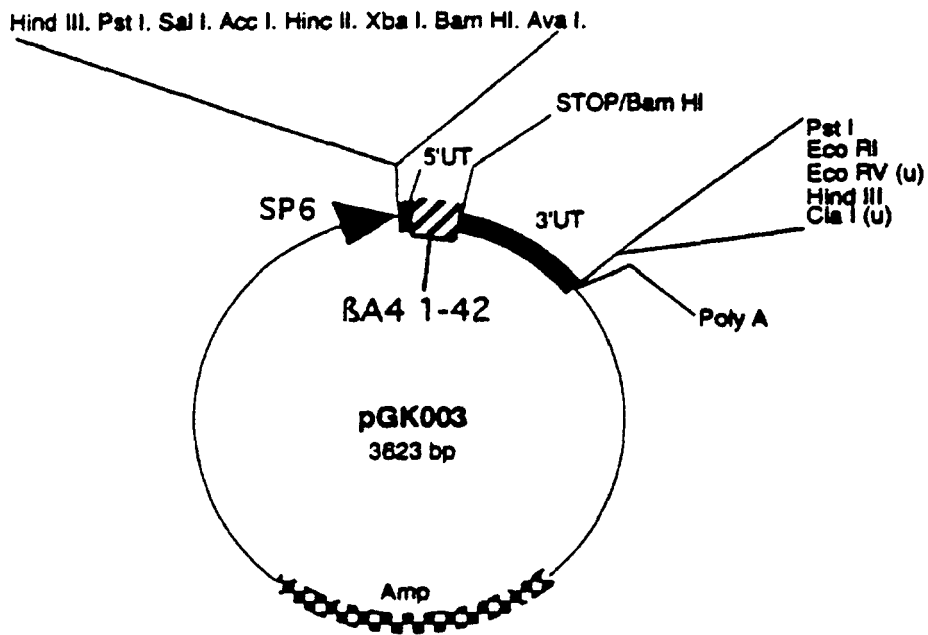 Hind III. Pst I. Sal I. Acc I. Hinc II. Xba I. Bam HI. Ava I.
STOP/Bam HI
5'UT
Pst I
Eco RI
Eco RV (u)
Hind III
Cla I (u)
SP6
3'UT
ßA4 1-42
Poly A
pGK003
3623 bp
Amp